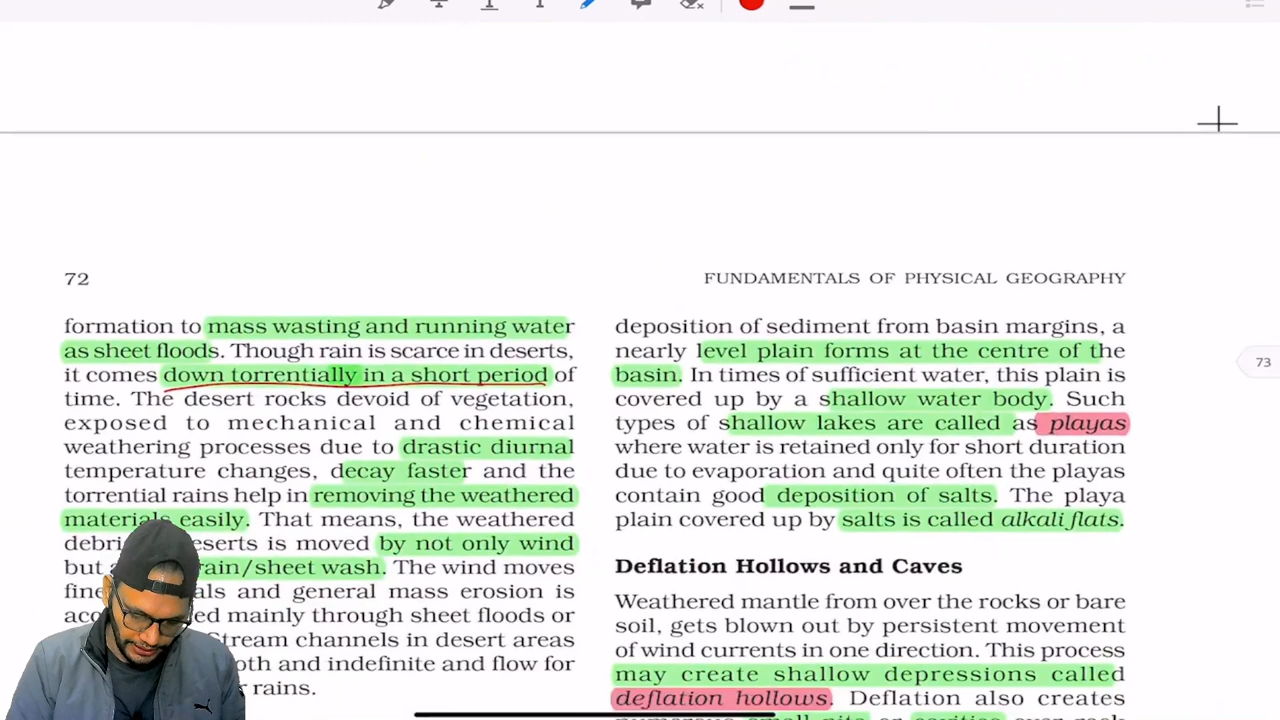 72
FUNDAMENTALS OF PHYSICAL GEOGRAPHY
formation to mass wasting and running water
as sheet floods. Though rain is scarce in deserts,
it comes down torrentially in a short period of
time. The desert rocks devoid of vegetation,
exposed to mechanical and chemical
weathering processes due to drastic diurnal
temperature changes, decay faster and the
torrential rains help in removing the weathered
materials easily. That means, the weathered
in deserts is moved by not only wind
but rain/sheet wash. The wind moves
and general mass erosion is
mainly through sheet floods or
Stream channels in desert areas
and indefinite and flow for
rains.
deposition of sediment from basin margins, a
nearly level plain forms at the centre of the
basin. In times of sufficient water, this plain is
covered up by a shallow water body. Such
types of shallow lakes are called as playas
where water is retained only for short duration
due to evaporation and quite often the playas
contain good deposition of salts. The playa
plain covered up by salts is called alkali flats.
Deflation Hollows and Caves
Weathered mantle from over the rocks or bare
soil, gets blown out by persistent movement
of wind currents in one direction. This process
may create shallow depressions called
deflation hollows. Deflation also creates
numerous small pits or cavities over rock
73